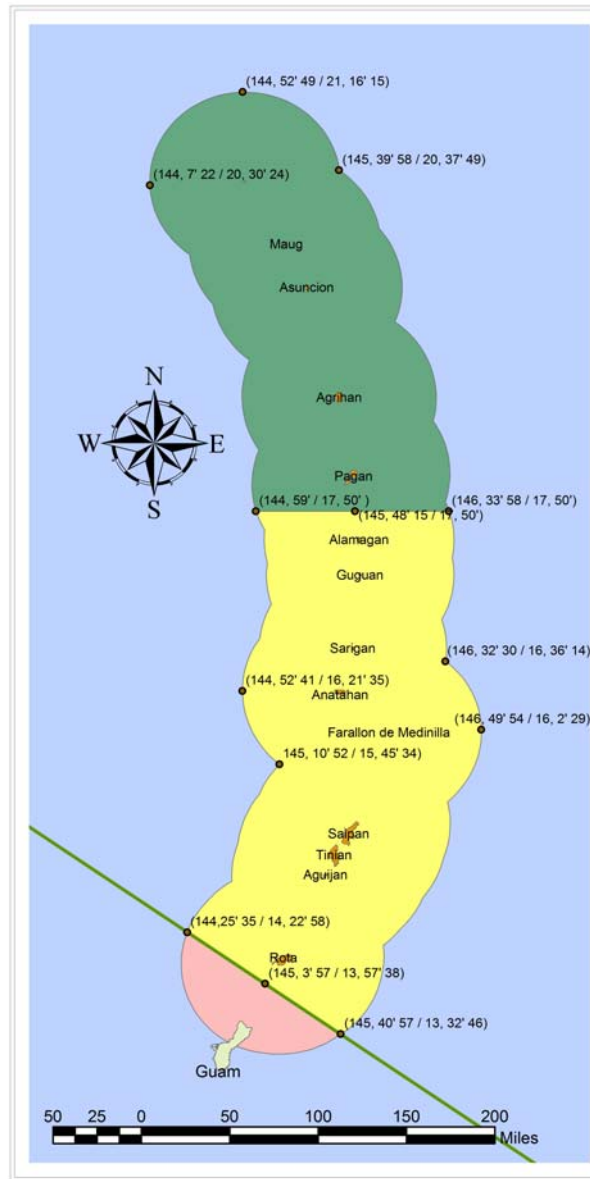 (144, 52' 49 / 21, 16' 15)
(145, 39' 58 / 20, 37' 49)
(144, 7' 22 / 20, 30' 24)
Maug
Asuncion
Agrihan
N
W
E
S
Pagan
(144, 59' / 17, 50' )
(146, 33' 58 / 17, 50')
(145, 48' 15 / 17, 50')
Alamagan
Guguan
Sarigan
(146, 32' 30 / 16, 36' 14)
(144, 52' 41 / 16, 21' 35)
Anatahan
(146, 49' 54 / 16, 2' 29)
Farallon de Medinilla
145, 10' 52 / 15, 45' 34)
Saipan
Tinian
Aguijan
(144,25' 35 / 14, 22' 58)
Rota
(145, 3' 57 / 13, 57' 38)
(145, 40' 57 / 13, 32' 46)
Guam
50 25 0 50 100 150 200
Miles